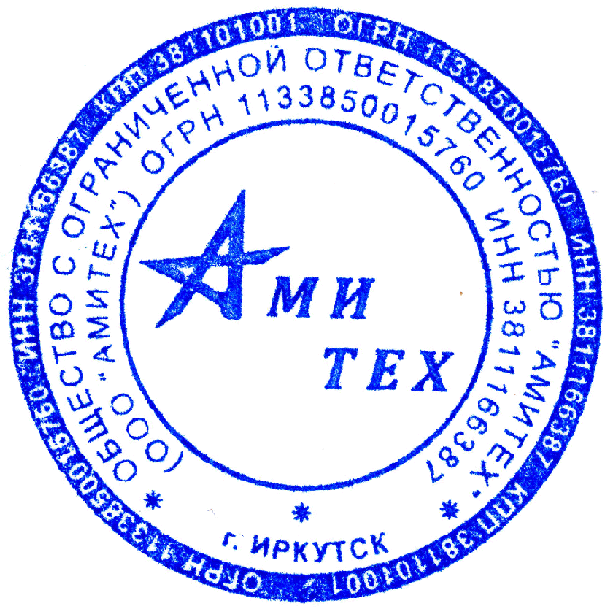 ОГРН 1133850015760 ИНН 3811166387 КПП 381101001
ОГРН 1133850015760 ИНН 3811166387 КПП 381101001
ОБЩЕСТВО С ОГРАНИЧЕННОЙ ОТВЕТСТВЕННОСТЬЮ "АМИТЕХ"
(ООО "АМИТЕХ") ОГРН 1133850015760 ИНН 3811166387
АМИ
ТЕХ
* * *
г. ИРКУТСК